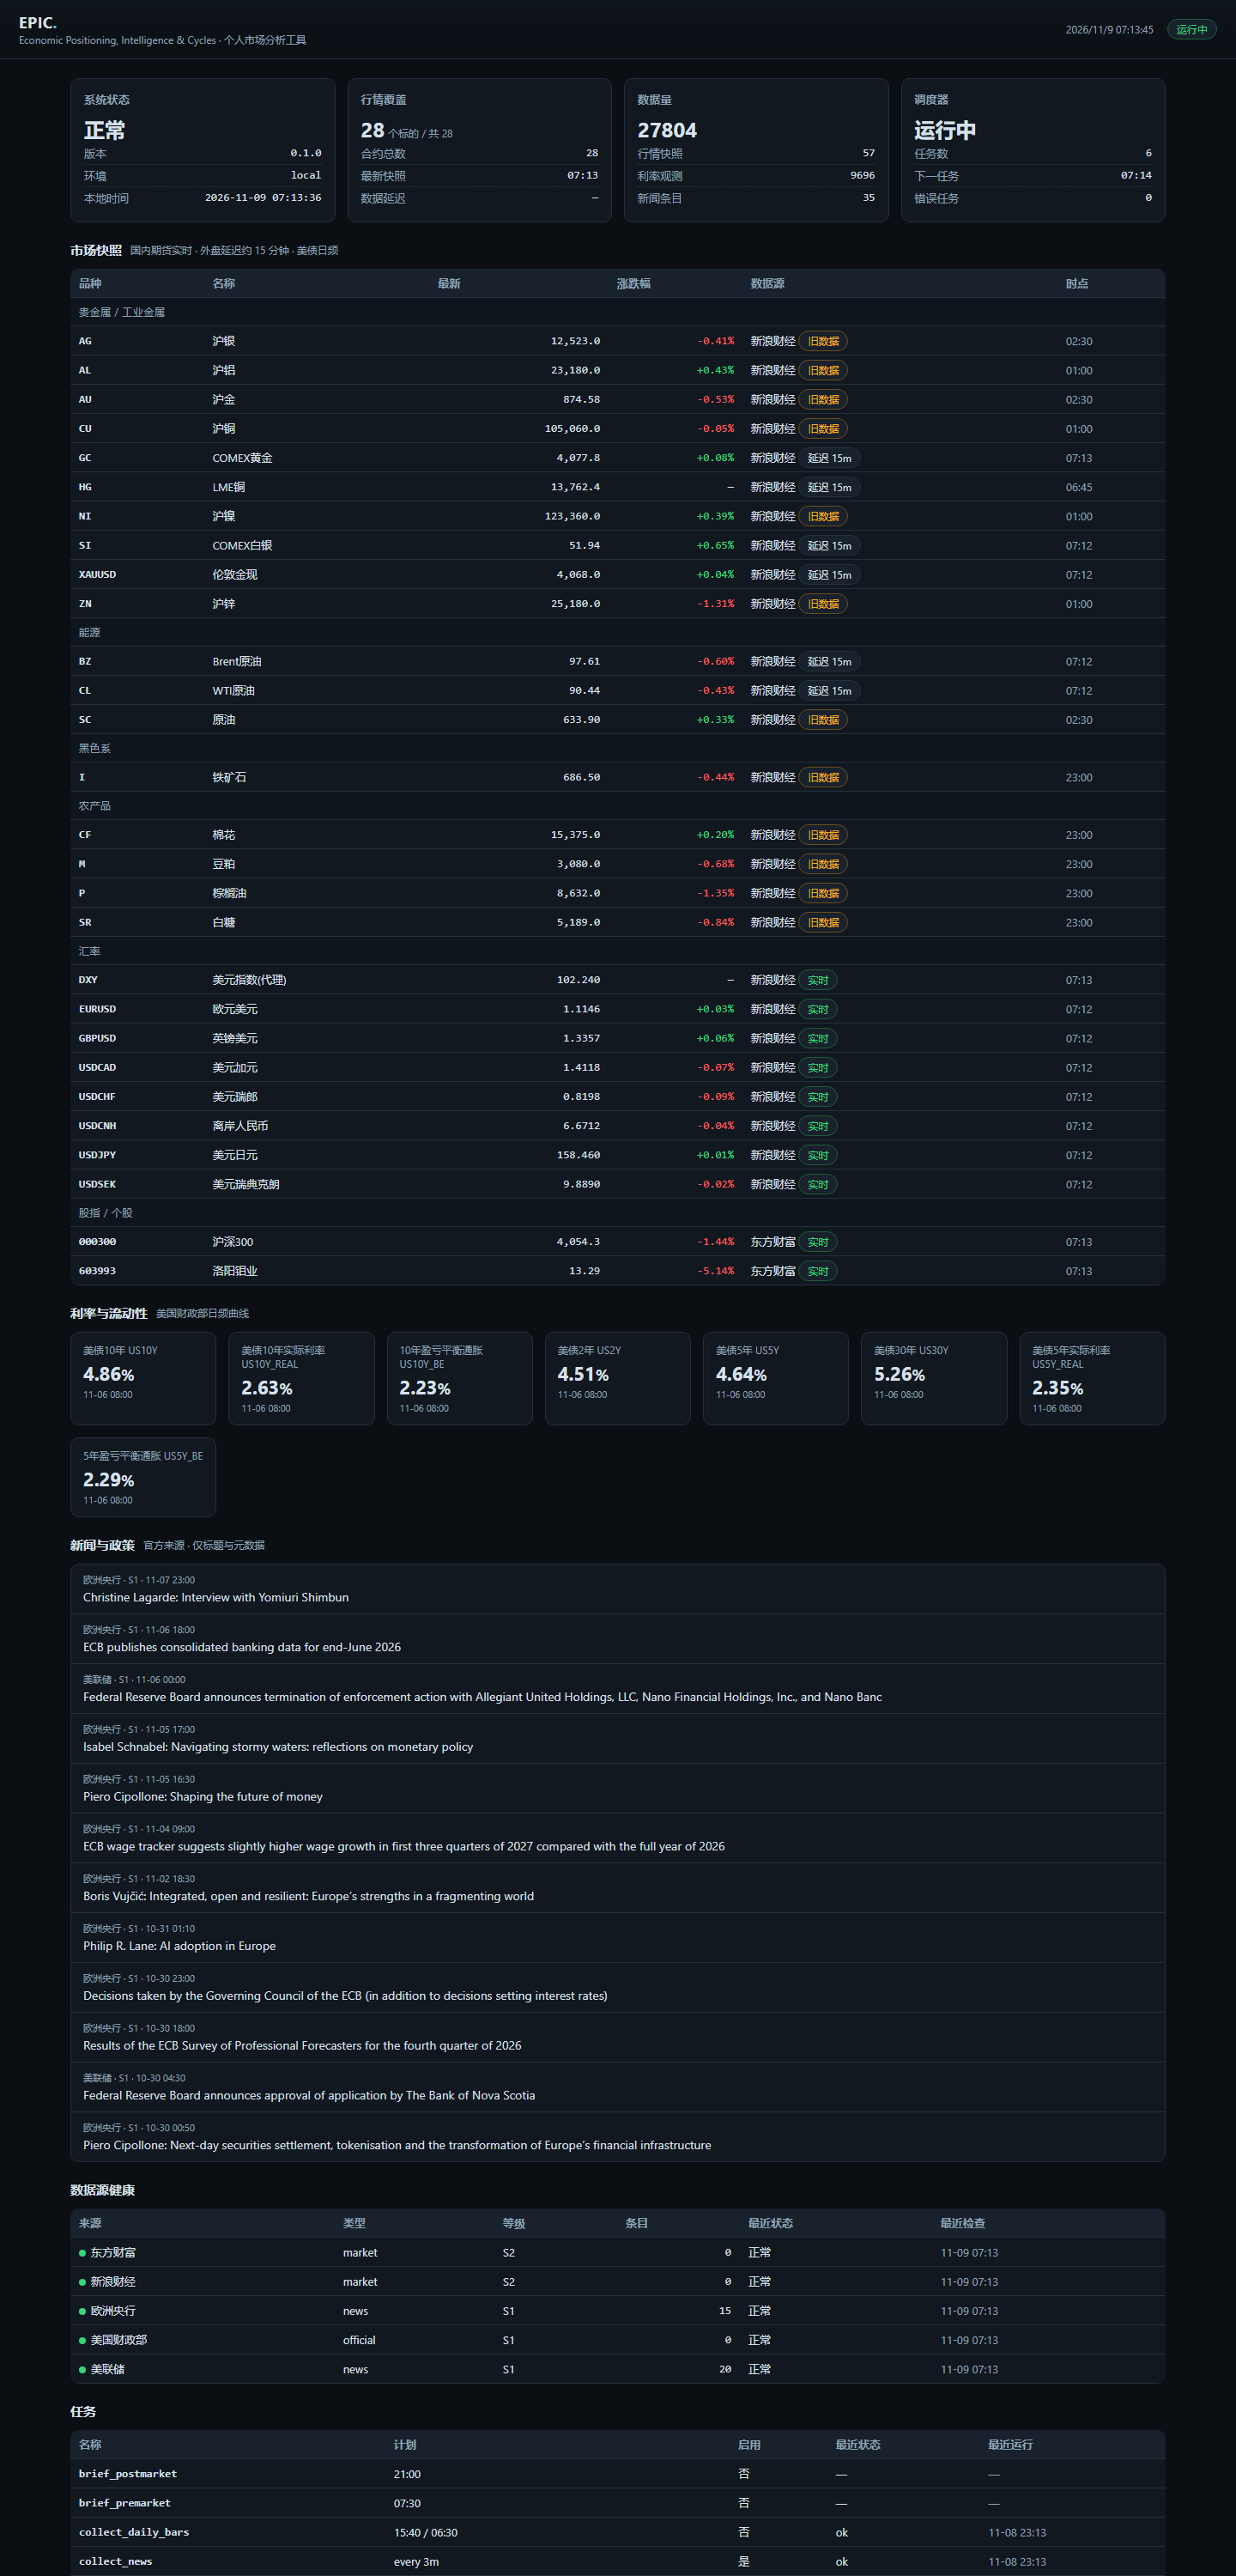 EPIC.
Economic Positioning, Intelligence & Cycles · 个人市场分析工具
2026/11/9 07:13:45 运行中
系统状态
正常
版本 0.1.0
环境 local
本地时间 2026-11-09 07:13:36
行情覆盖
28 个标的 / 共 28
合约总数 28
最新快照 07:13
数据延迟 —
数据量
27804
行情快照 57
利率观测 9696
新闻条目 35
调度器
运行中
任务数 6
下一任务 07:14
错误任务 0
市场快照 国内期货实时 · 外盘延迟约 15 分钟 · 美债日频
品种 名称 最新 涨跌幅 数据源 时点
贵金属 / 工业金属
AG 沪银 12,523.0 -0.41% 新浪财经 旧数据 02:30
AL 沪铝 23,180.0 +0.43% 新浪财经 旧数据 01:00
AU 沪金 874.58 -0.53% 新浪财经 旧数据 02:30
CU 沪铜 105,060.0 -0.05% 新浪财经 旧数据 01:00
GC COMEX黄金 4,077.8 +0.08% 新浪财经 延迟 15m 07:13
HG LME铜 13,762.4 — 新浪财经 延迟 15m 06:45
NI 沪镍 123,360.0 +0.39% 新浪财经 旧数据 01:00
SI COMEX白银 51.94 +0.65% 新浪财经 延迟 15m 07:12
XAUUSD 伦敦金现 4,068.0 +0.04% 新浪财经 延迟 15m 07:12
ZN 沪锌 25,180.0 -1.31% 新浪财经 旧数据 01:00
能源
BZ Brent原油 97.61 -0.60% 新浪财经 延迟 15m 07:12
CL WTI原油 90.44 -0.43% 新浪财经 延迟 15m 07:12
SC 原油 633.90 +0.33% 新浪财经 旧数据 02:30
黑色系
I 铁矿石 686.50 -0.44% 新浪财经 旧数据 23:00
农产品
CF 棉花 15,375.0 +0.20% 新浪财经 旧数据 23:00
M 豆粕 3,080.0 -0.68% 新浪财经 旧数据 23:00
P 棕榈油 8,632.0 -1.35% 新浪财经 旧数据 23:00
SR 白糖 5,189.0 -0.84% 新浪财经 旧数据 23:00
汇率
DXY 美元指数(代理) 102.240 — 新浪财经 实时 07:13
EURUSD 欧元美元 1.1146 +0.03% 新浪财经 实时 07:12
GBPUSD 英镑美元 1.3357 +0.06% 新浪财经 实时 07:12
USDCAD 美元加元 1.4118 -0.07% 新浪财经 实时 07:12
USDCHF 美元瑞郎 0.8198 -0.09% 新浪财经 实时 07:12
USDCNH 离岸人民币 6.6712 -0.04% 新浪财经 实时 07:12
USDJPY 美元日元 158.460 +0.01% 新浪财经 实时 07:12
USDSEK 美元瑞典克朗 9.8890 -0.02% 新浪财经 实时 07:12
股指 / 个股
000300 沪深300 4,054.3 -1.44% 东方财富 实时 07:13
603993 洛阳钼业 13.29 -5.14% 东方财富 实时 07:13
利率与流动性 美国财政部日频曲线
美债10年 US10Y
4.86%
11-06 08:00
美债10年实际利率
US10Y_REAL
2.63%
11-06 08:00
10年盈亏平衡通胀
US10Y_BE
2.23%
11-06 08:00
美债2年 US2Y
4.51%
11-06 08:00
美债5年 US5Y
4.64%
11-06 08:00
美债30年 US30Y
5.26%
11-06 08:00
美债5年实际利率
US5Y_REAL
2.35%
11-06 08:00
5年盈亏平衡通胀 US5Y_BE
2.29%
11-06 08:00
新闻与政策 官方来源 · 仅标题与元数据
欧洲央行 · S1 · 11-07 23:00
Christine Lagarde: Interview with Yomiuri Shimbun
欧洲央行 · S1 · 11-06 18:00
ECB publishes consolidated banking data for end-June 2026
美联储 · S1 · 11-06 00:00
Federal Reserve Board announces termination of enforcement action with Allegiant United Holdings, LLC, Nano Financial Holdings, Inc., and Nano Banc
欧洲央行 · S1 · 11-05 17:00
Isabel Schnabel: Navigating stormy waters: reflections on monetary policy
欧洲央行 · S1 · 11-05 16:30
Piero Cipollone: Shaping the future of money
欧洲央行 · S1 · 11-04 09:00
ECB wage tracker suggests slightly higher wage growth in first three quarters of 2027 compared with the full year of 2026
欧洲央行 · S1 · 11-02 18:30
Boris Vujčić: Integrated, open and resilient: Europe’s strengths in a fragmenting world
欧洲央行 · S1 · 10-31 01:10
Philip R. Lane: AI adoption in Europe
欧洲央行 · S1 · 10-30 23:00
Decisions taken by the Governing Council of the ECB (in addition to decisions setting interest rates)
欧洲央行 · S1 · 10-30 18:00
Results of the ECB Survey of Professional Forecasters for the fourth quarter of 2026
美联储 · S1 · 10-30 04:30
Federal Reserve Board announces approval of application by The Bank of Nova Scotia
欧洲央行 · S1 · 10-30 00:50
Piero Cipollone: Next-day securities settlement, tokenisation and the transformation of Europe’s financial infrastructure
数据源健康
来源 类型 等级 条目 最近状态 最近检查
东方财富 market S2 0 正常 11-09 07:13
新浪财经 market S2 0 正常 11-09 07:13
欧洲央行 news S1 15 正常 11-09 07:13
美国财政部 official S1 0 正常 11-09 07:13
美联储 news S1 20 正常 11-09 07:13
任务
名称 计划 启用 最近状态 最近运行
brief_postmarket 21:00 否 — —
brief_premarket 07:30 否 — —
collect_daily_bars 15:40 / 06:30 否 ok 11-08 23:13
collect_news every 3m 是 ok 11-08 23:13